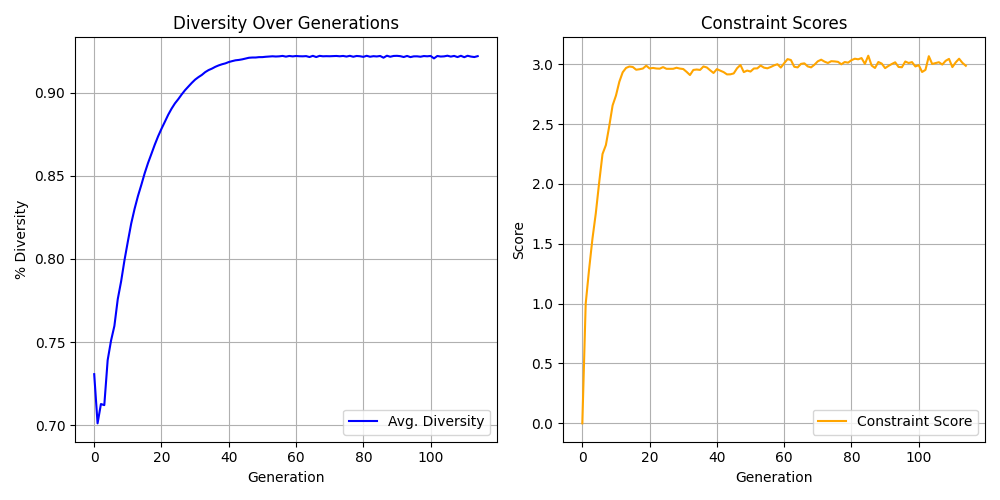 Diversity Over Generations
% Diversity
0.90
0.85
0.80
0.75
0.70
0 20 40 60 80 100
Generation
Avg. Diversity
Constraint Scores
Score
3.0
2.5
2.0
1.5
1.0
0.5
0.0
0 20 40 60 80 100
Generation
Constraint Score